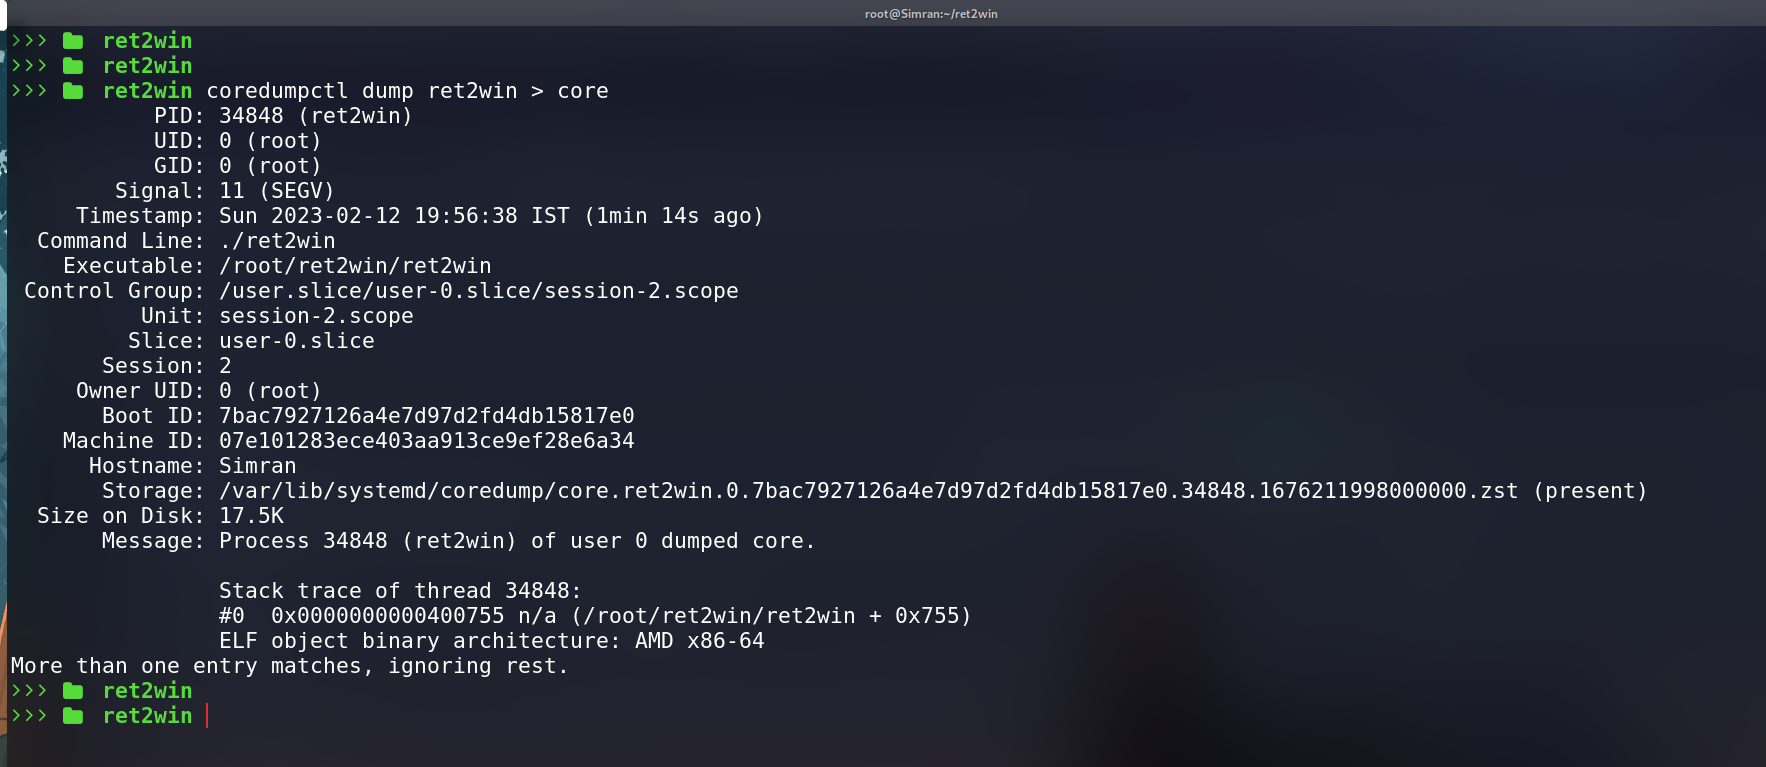 root@Simran:~/ret2win
>>> ret2win
>>> ret2win
>>> ret2win coredumpctl dump ret2win > core
PID: 34848 (ret2win)
UID: 0 (root)
GID: 0 (root)
Signal: 11 (SEGV)
Timestamp: Sun 2023-02-12 19:56:38 IST (1min 14s ago)
Command Line: ./ret2win
Executable: /root/ret2win/ret2win
Control Group: /user.slice/user-0.slice/session-2.scope
Unit: session-2.scope
Slice: user-0.slice
Session: 2
Owner UID: 0 (root)
Boot ID: 7bac7927126a4e7d97d2fd4db15817e0
Machine ID: 07e101283ece403aa913ce9ef28e6a34
Hostname: Simran
Storage: /var/lib/systemd/coredump/core.ret2win.0.7bac7927126a4e7d97d2fd4db15817e0.34848.1676211998000000.zst (present)
Size on Disk: 17.5K
Message: Process 34848 (ret2win) of user 0 dumped core.
Stack trace of thread 34848:
#0  0x0000000000400755 n/a (/root/ret2win/ret2win + 0x755)
ELF object binary architecture: AMD x86-64
More than one entry matches, ignoring rest.
>>> ret2win
>>> ret2win